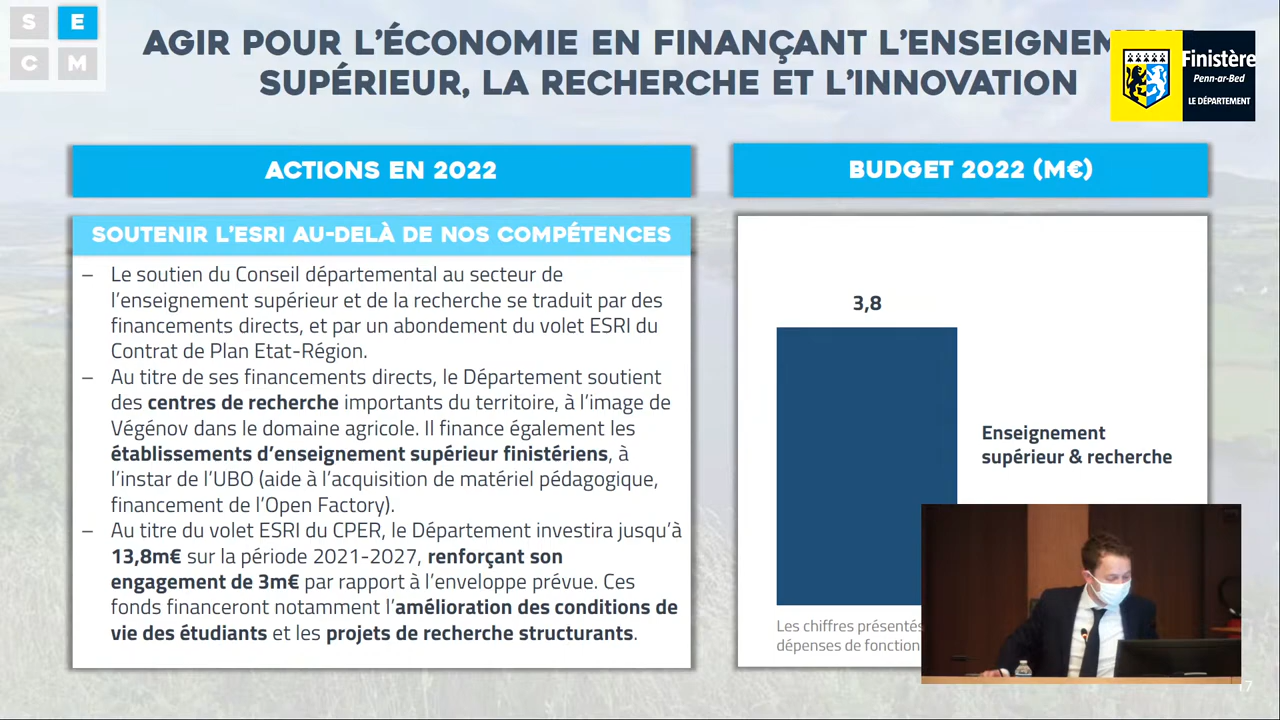 S E
C M
AGIR POUR L'ÉCONOMIE EN FINANÇANT L'ENSEIGNEMENT
SUPÉRIEUR, LA RECHERCHE ET L'INNOVATION
Finistère
Penn-ar-Bed
LE DÉPARTEMENT
ACTIONS EN 2022
SOUTENIR L'ESRI AU-DELÀ DE NOS COMPÉTENCES
– Le soutien du Conseil départemental au secteur de
l'enseignement supérieur et de la recherche se traduit par des
financements directs, et par un abondement du volet ESRI du
Contrat de Plan Etat-Région.
– Au titre de ses financements directs, le Département soutient
des centres de recherche importants du territoire, à l'image de
Végénov dans le domaine agricole. Il finance également les
établissements d'enseignement supérieur finistériens, à
l'instar de l'UBO (aide à l'acquisition de matériel pédagogique,
financement de l'Open Factory).
– Au titre du volet ESRI du CPER, le Département investira jusqu'à
13,8m€ sur la période 2021-2027, renforçant son
engagement de 3m€ par rapport à l'enveloppe prévue. Ces
fonds financeront notamment l'amélioration des conditions de
vie des étudiants et les projets de recherche structurants.
BUDGET 2022 (M€)
3,8
Enseignement
supérieur & recherche
Les chiffres présentés
dépenses de fonction
17